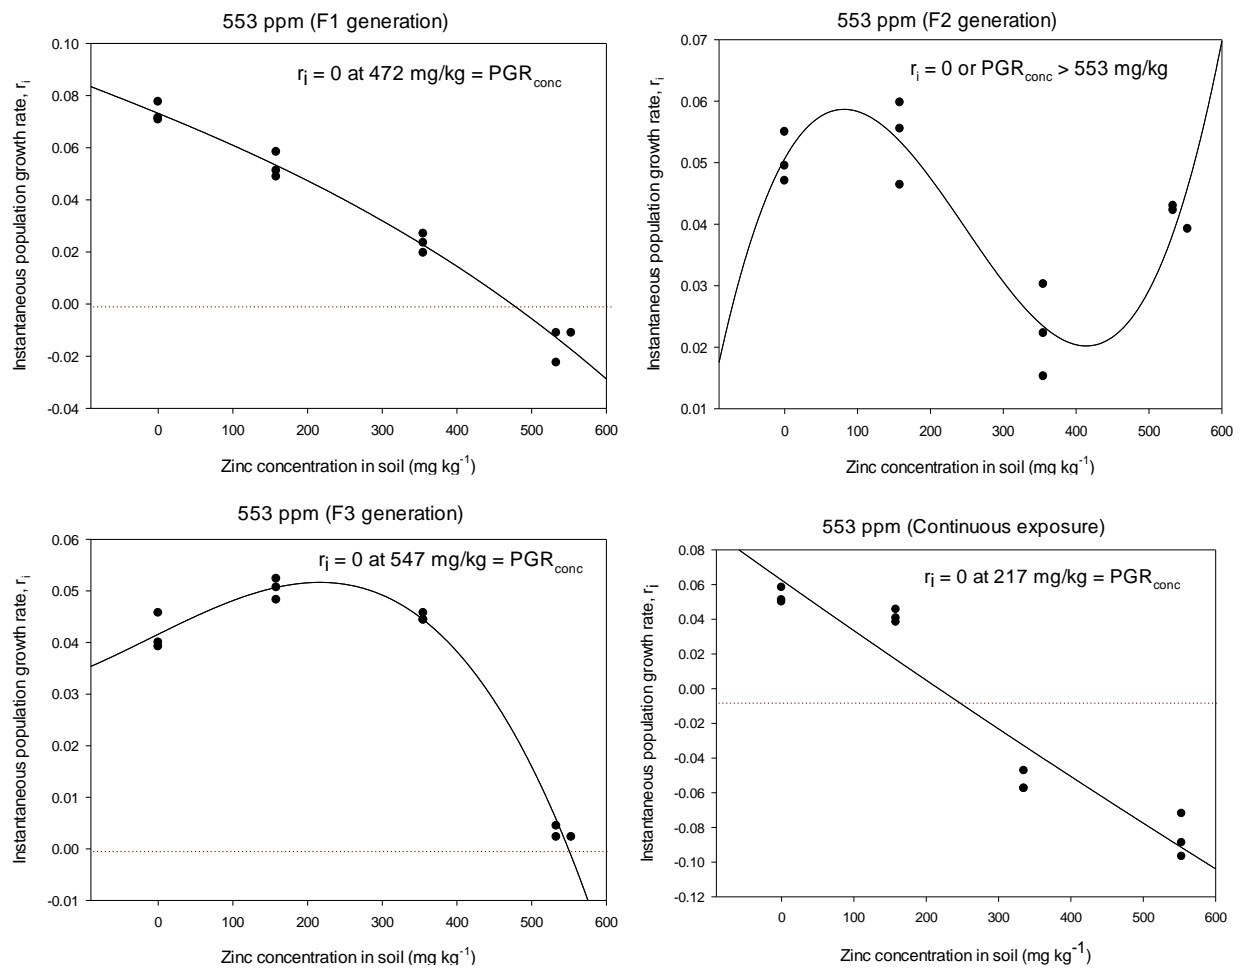 553 ppm (F1 generation)
r_i = 0 at 472 mg/kg = PGR_conc
Instantaneous population growth rate, r_i
0.10
0.08
0.06
0.04
0.02
0.00
-0.02
-0.04
0 100 200 300 400 500 600
Zinc concentration in soil (mg kg⁻¹)
553 ppm (F2 generation)
r_i = 0 or PGR_conc > 553 mg/kg
Instantaneous population growth rate, r_i
0.07
0.06
0.05
0.04
0.03
0.02
0.01
0 100 200 300 400 500 600
Zinc concentration in soil (mg kg⁻¹)
553 ppm (F3 generation)
r_i = 0 at 547 mg/kg = PGR_conc
Instantaneous population growth rate, r_i
0.06
0.05
0.04
0.03
0.02
0.01
0.00
-0.01
0 100 200 300 400 500 600
Zinc concentration in soil (mg kg⁻¹)
553 ppm (Continuous exposure)
r_i = 0 at 217 mg/kg = PGR_conc
Instantaneous population growth rate, r_i
0.08
0.06
0.04
0.02
0.00
-0.02
-0.04
-0.06
-0.08
-0.10
-0.12
0 100 200 300 400 500 600
Zinc concentration in soil (mg kg⁻¹)